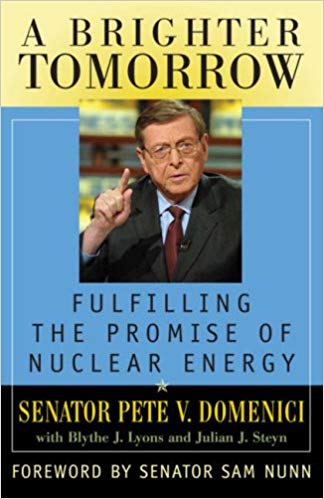 A BRIGHTER
TOMORROW
FULFILLING
THE PROMISE OF
NUCLEAR ENERGY
SENATOR PETE V. DOMENICI
with Blythe J. Lyons and Julian J. Steyn
FOREWORD BY SENATOR SAM NUNN